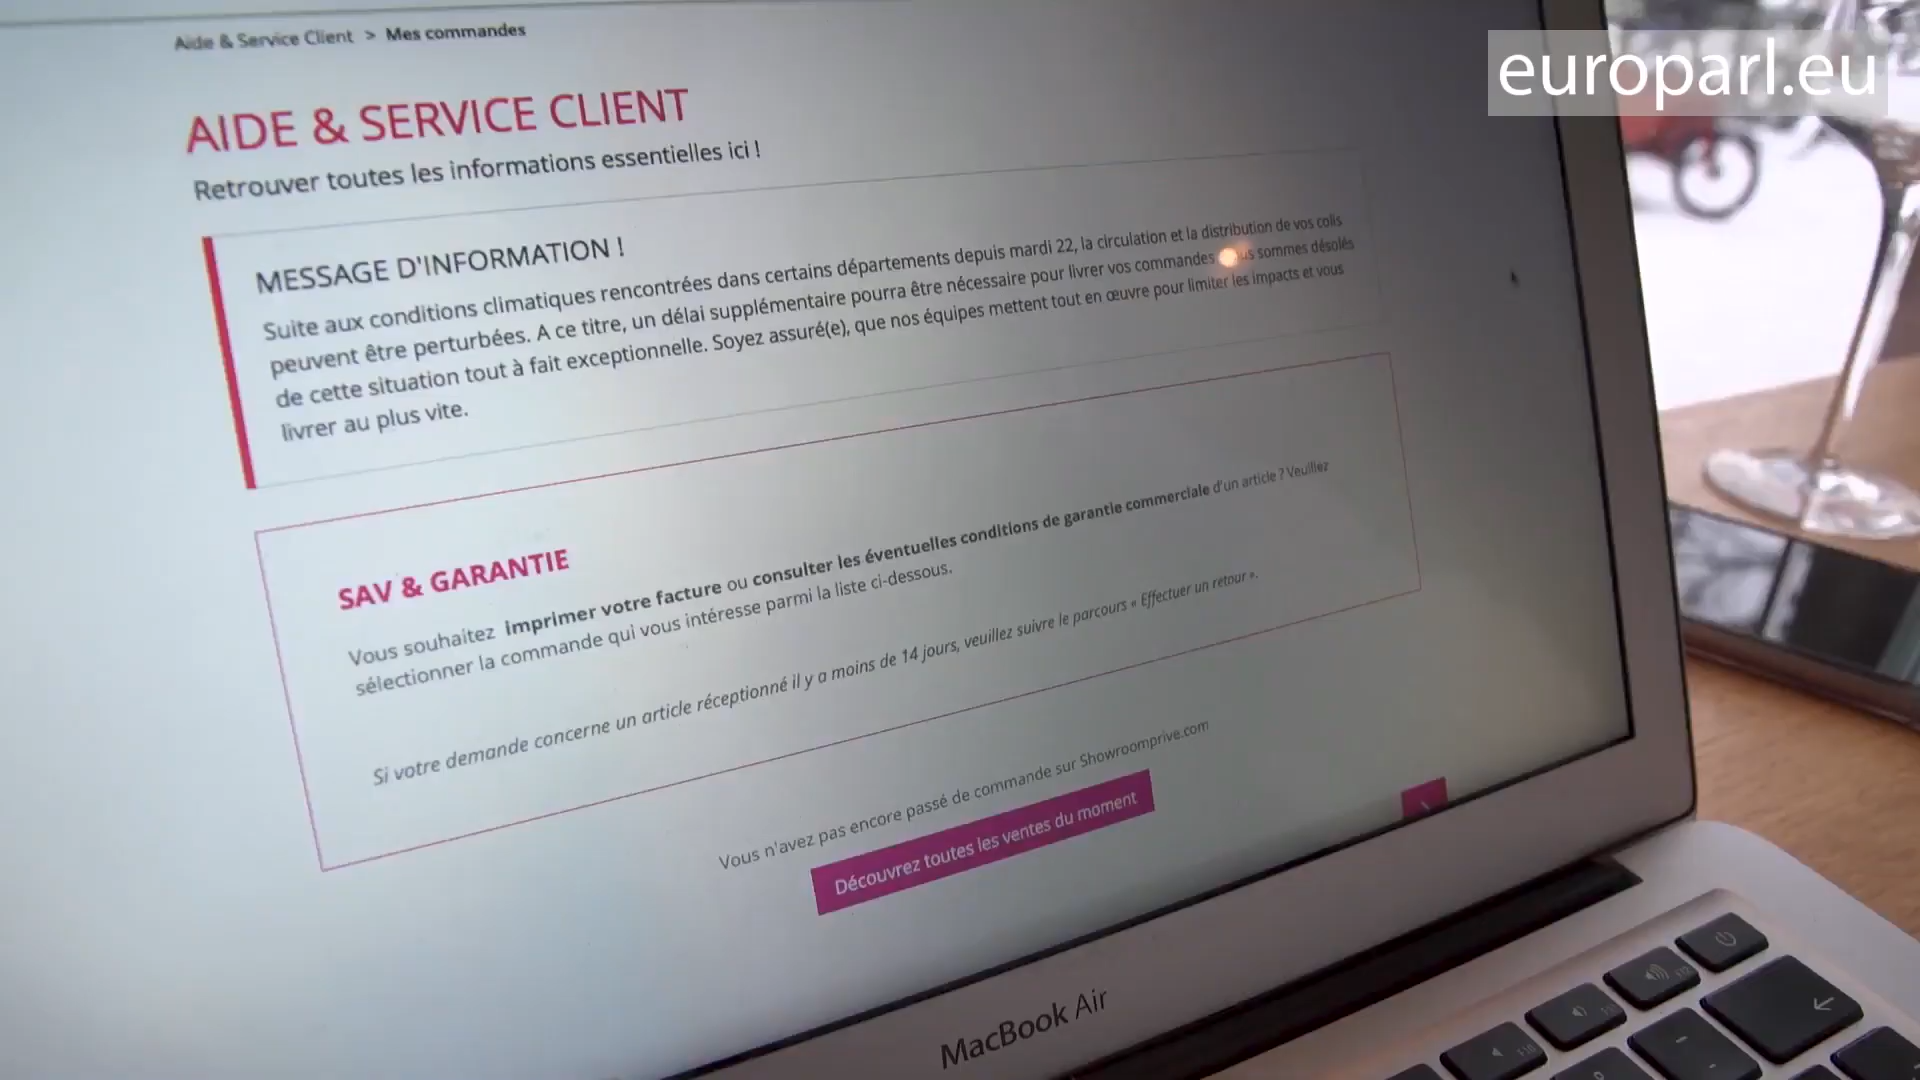 europarl.eu
Aide & Service Client > Mes commandes
AIDE & SERVICE CLIENT
Retrouver toutes les informations essentielles ici !
MESSAGE D'INFORMATION !
Suite aux conditions climatiques rencontrées dans certains départements depuis mardi 22, la circulation et la distribution de vos colis
peuvent être perturbées. A ce titre, un délai supplémentaire pourra être nécessaire pour livrer vos commandes sommes désolés
de cette situation tout à fait exceptionnelle. Soyez assuré(e), que nos équipes mettent tout en œuvre pour limiter les impacts et vous
livrer au plus vite.
SAV & GARANTIE
Vous souhaitez imprimer votre facture ou consulter les éventuelles conditions de garantie commerciale d'un article ? Veuillez
sélectionner la commande qui vous intéresse parmi la liste ci-dessous.
Si votre demande concerne un article réceptionné il y a moins de 14 jours, veuillez suivre le parcours « Effectuer un retour ».
Vous n'avez pas encore passé de commande sur Showroomprive.com
Découvrez toutes les ventes du moment
MacBook Air